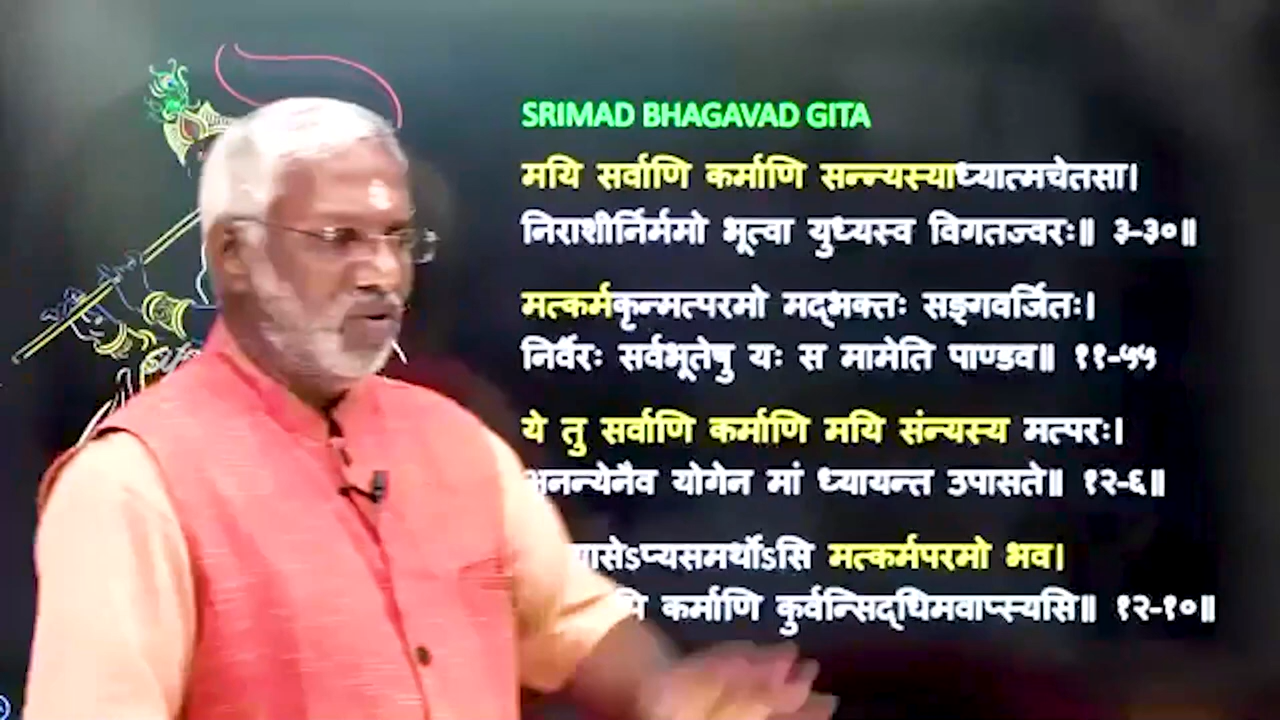 SRIMAD BHAGAVAD GITA
मयि सर्वाणि कर्माणि सन्न्यस्याध्यात्मचेतसा।
निराशीर्निर्ममो भूत्वा युध्यस्व विगतज्वरः॥ ३-३०॥
मत्कर्मकृन्मत्परमो मद्भक्तः सङ्गवर्जितः।
निर्वैरः सर्वभूतेषु यः स मामेति पाण्डव॥ ११-५५
ये तु सर्वाणि कर्माणि मयि संन्यस्य मत्परः।
अनन्येनैव योगेन मां ध्यायन्त उपासते॥ १२-६॥
मत्कर्मपरमो भव।
कर्माणि कुर्वन्सिद्धिमवाप्स्यसि॥ १२-१०॥